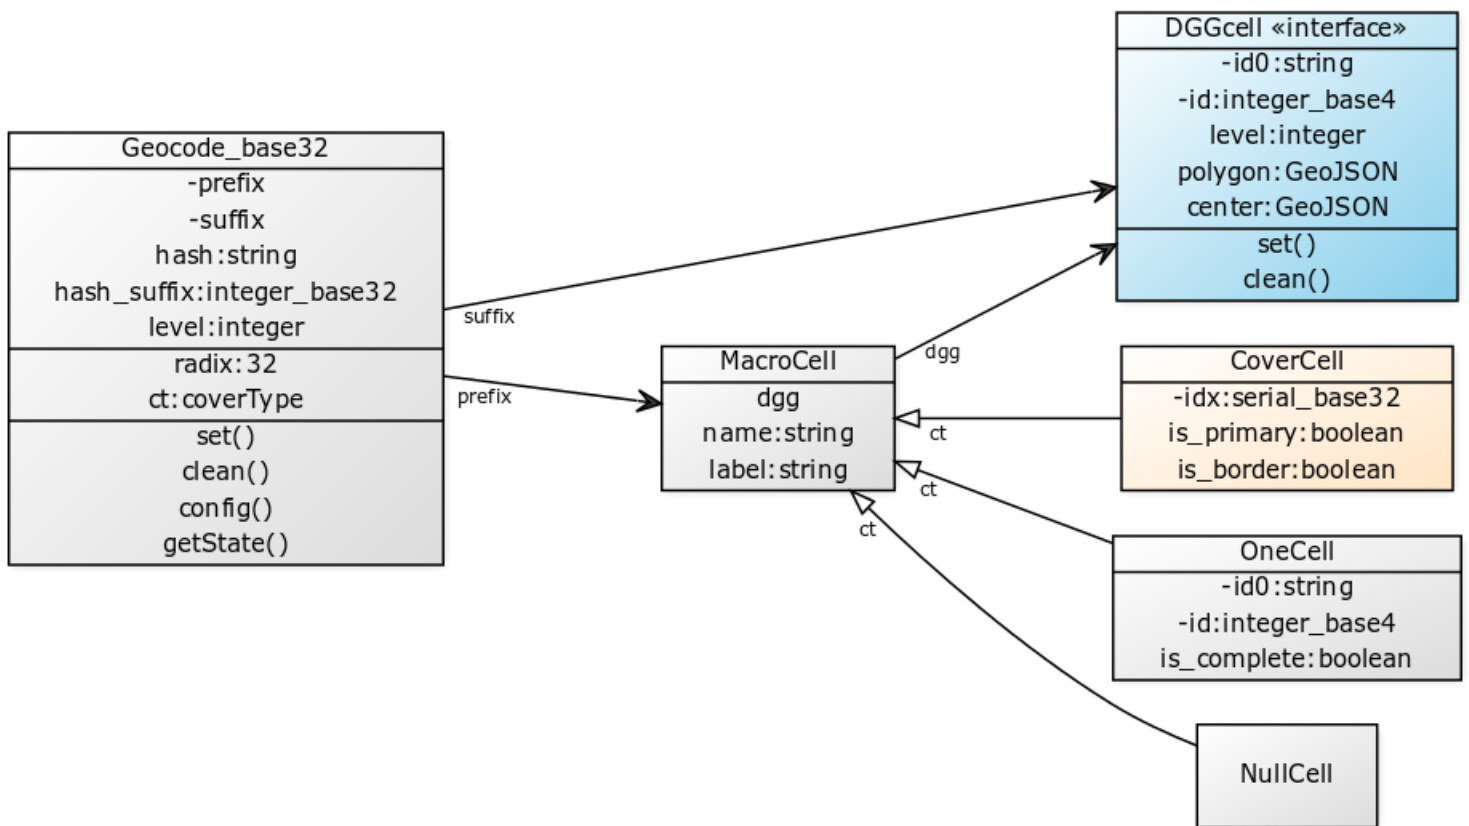 Geocode_base32
-prefix
-suffix
hash:string
hash_suffix:integer_base32
level:integer
radix:32
ct:coverType
set()
clean()
config()
getState()
suffix
prefix
MacroCell
dgg
name:string
label:string
dgg
ct
ct
ct
DGGcell «interface»
-id0:string
-id:integer_base4
level:integer
polygon:GeoJSON
center:GeoJSON
set()
clean()
CoverCell
-idx:serial_base32
is_primary:boolean
is_border:boolean
OneCell
-id0:string
-id:integer_base4
is_complete:boolean
NullCell